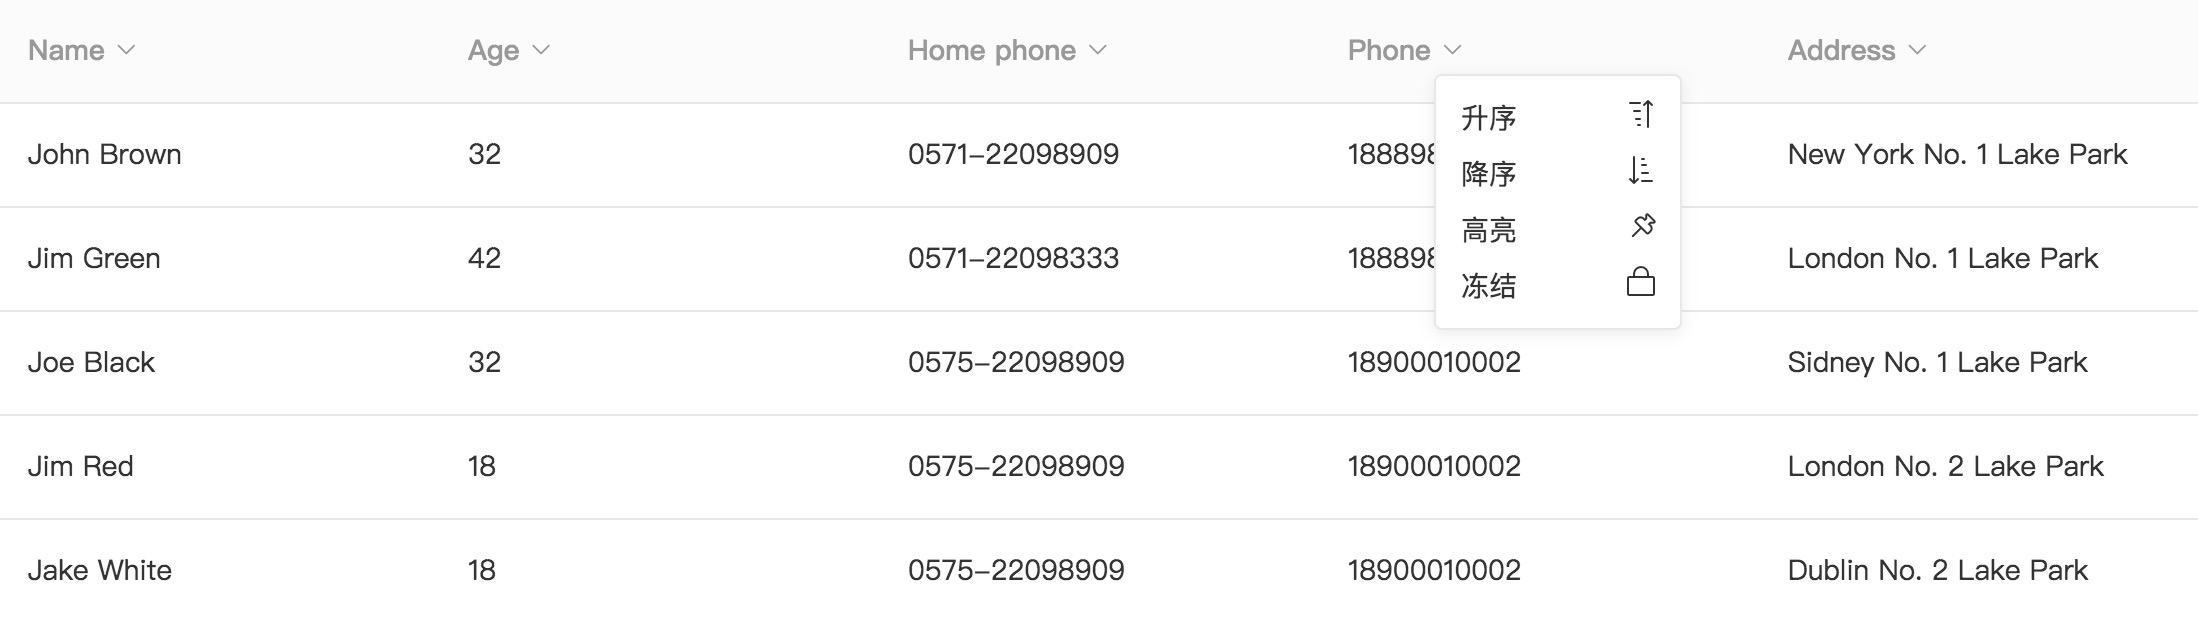 Name Age Home phone Phone Address
升序
John Brown 32 0571-22098909 188898 New York No. 1 Lake Park
降序
高亮
Jim Green 42 0571-22098333 188898 London No. 1 Lake Park
冻结
Joe Black 32 0575-22098909 18900010002 Sidney No. 1 Lake Park
Jim Red 18 0575-22098909 18900010002 London No. 2 Lake Park
Jake White 18 0575-22098909 18900010002 Dublin No. 2 Lake Park